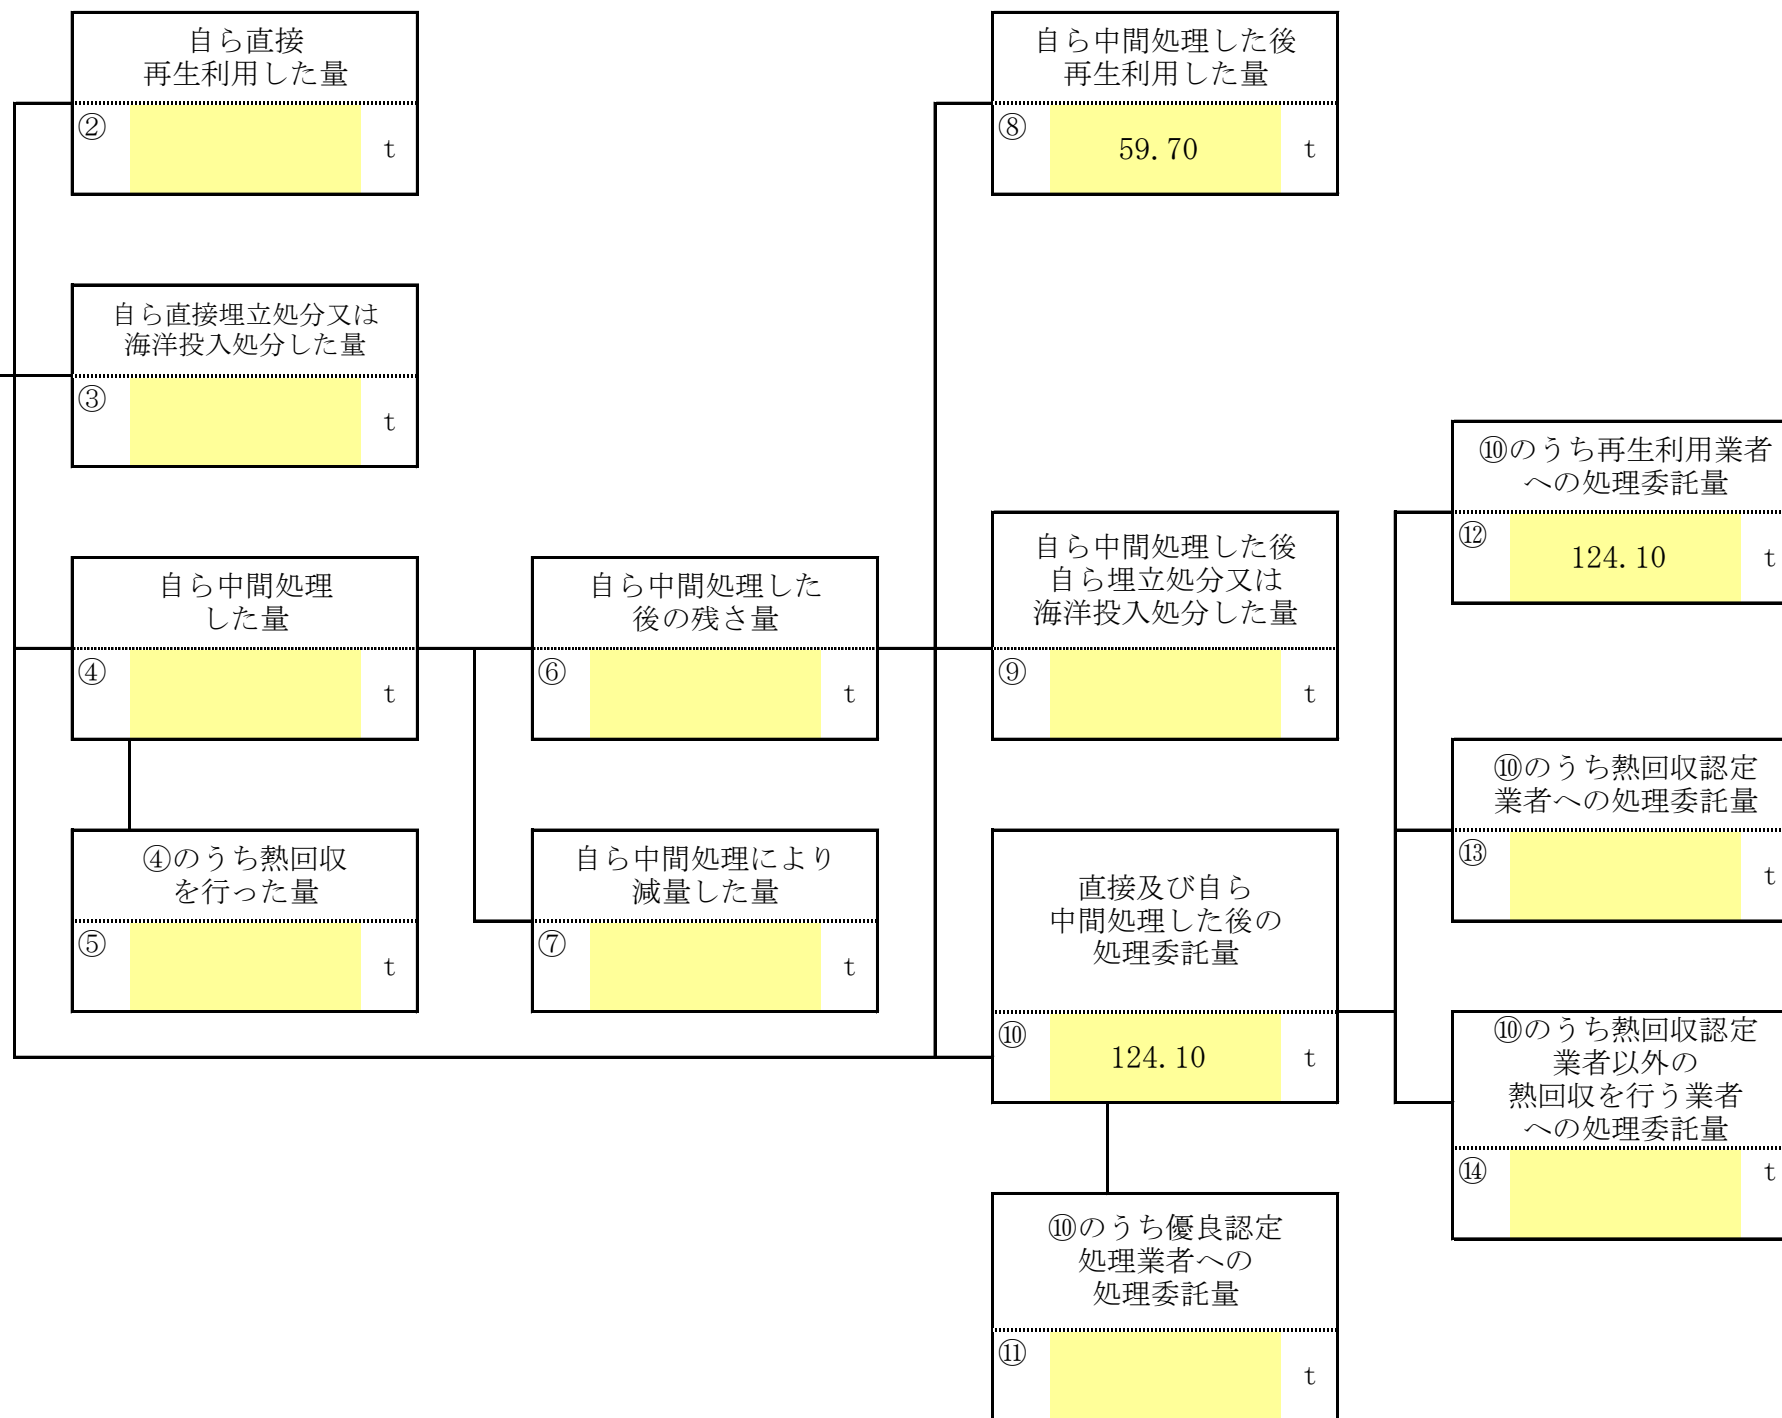 自ら直接
再生利用した量
②
t
自ら中間処理した後
再生利用した量
⑧
59.70
t
自ら直接埋立処分又は
海洋投入処分した量
③
t
⑩のうち再生利用業者
への処理委託量
⑫
124.10
t
自ら中間処理
した量
④
t
自ら中間処理した
後の残さ量
⑥
t
自ら中間処理した後
自ら埋立処分又は
海洋投入処分した量
⑨
t
⑩のうち熱回収認定
業者への処理委託量
⑬
t
④のうち熱回収
を行った量
⑤
t
自ら中間処理により
減量した量
⑦
t
直接及び自ら
中間処理した後の
処理委託量
⑩
124.10
t
⑩のうち熱回収認定
業者以外の
熱回収を行う業者
への処理委託量
⑭
t
⑩のうち優良認定
処理業者への
処理委託量
⑪
t